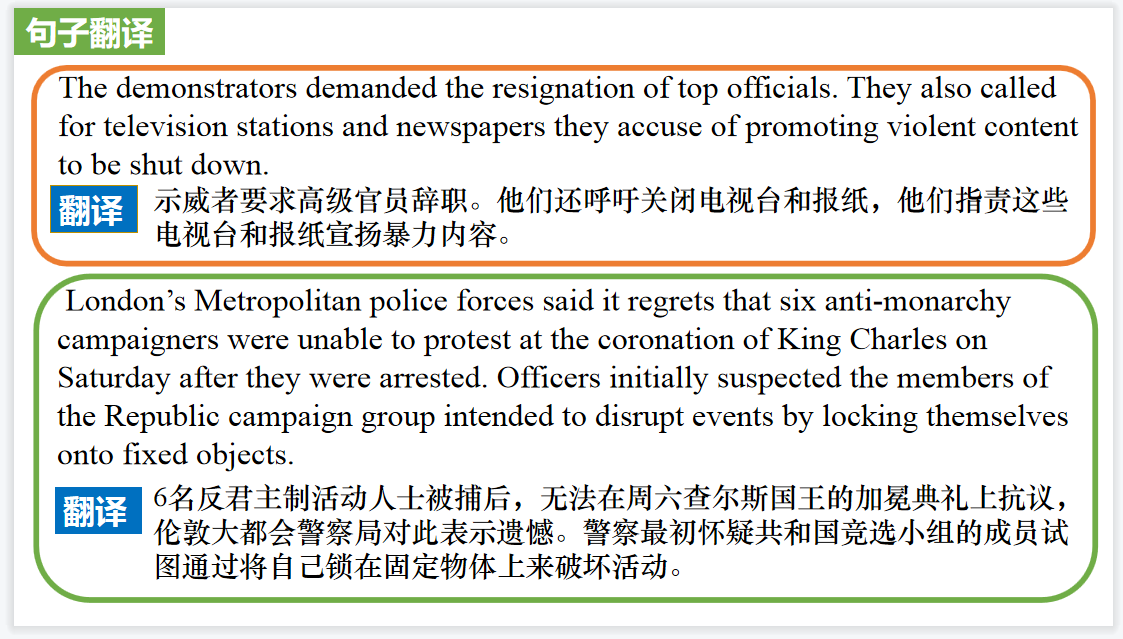 句子翻译
The demonstrators demanded the resignation of top officials. They also called
for television stations and newspapers they accuse of promoting violent content
to be shut down.
翻译
示威者要求高级官员辞职。他们还呼吁关闭电视台和报纸，他们指责这些
电视台和报纸宣扬暴力内容。
London’s Metropolitan police forces said it regrets that six anti-monarchy
campaigners were unable to protest at the coronation of King Charles on
Saturday after they were arrested. Officers initially suspected the members of
the Republic campaign group intended to disrupt events by locking themselves
onto fixed objects.
翻译
6名反君主制活动人士被捕后，无法在周六查尔斯国王的加冕典礼上抗议，
伦敦大都会警察局对此表示遗憾。警察最初怀疑共和国竞选小组的成员试
图通过将自己锁在固定物体上来破坏活动。